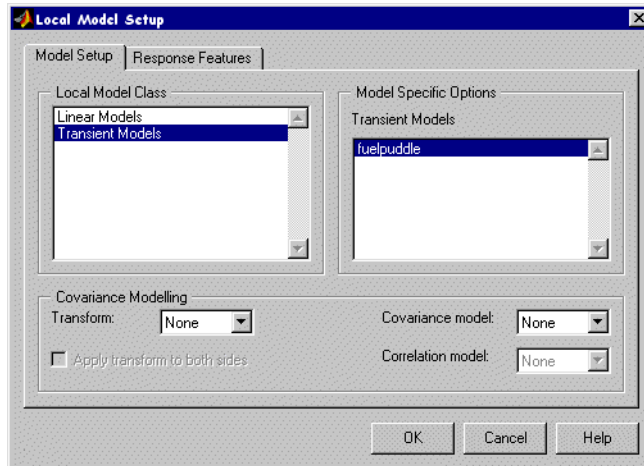 Local Model Setup
Model Setup
Response Features
Local Model Class
Linear Models
Transient Models
Model Specific Options
Transient Models
fuelpuddle
Covariance Modelling
Transform:
None
Covariance model:
None
Apply transform to both sides
Correlation model:
None
OK
Cancel
Help